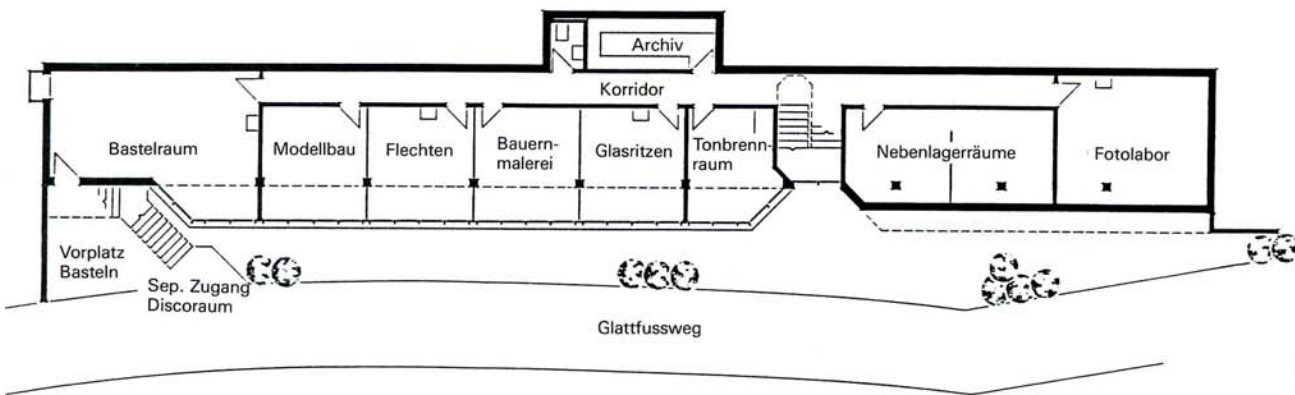 Archiv
Korridor
Bastelraum
Modellbau
Flechten
Bauern-
malerei
Glasritzen
Tonbrenn-
raum
Nebenlagerräume
Fotolabor
Vorplatz
Basteln
Sep. Zugang
Discoraum
Glattfussweg